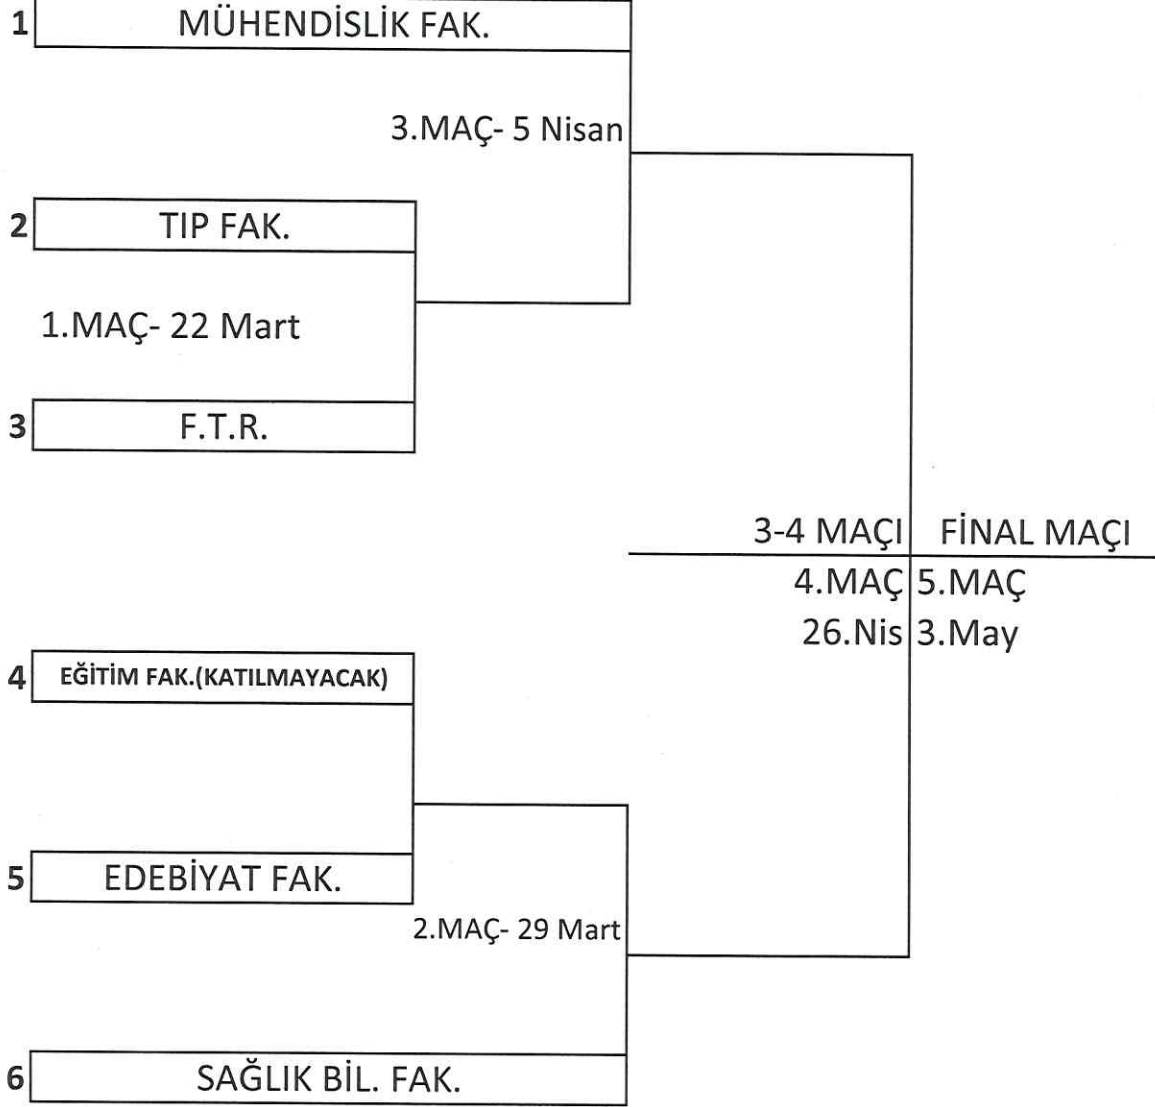 1 MÜHENDİSLİK FAK.
3.MAÇ- 5 Nisan
2 TIP FAK.
1.MAÇ- 22 Mart
3 F.T.R.
3-4 MAÇI FİNAL MAÇI
4.MAÇ 5.MAÇ
26.Nis 3.May
4 EĞİTİM FAK.(KATILMAYACAK)
5 EDEBİYAT FAK.
2.MAÇ- 29 Mart
6 SAĞLIK BİL. FAK.